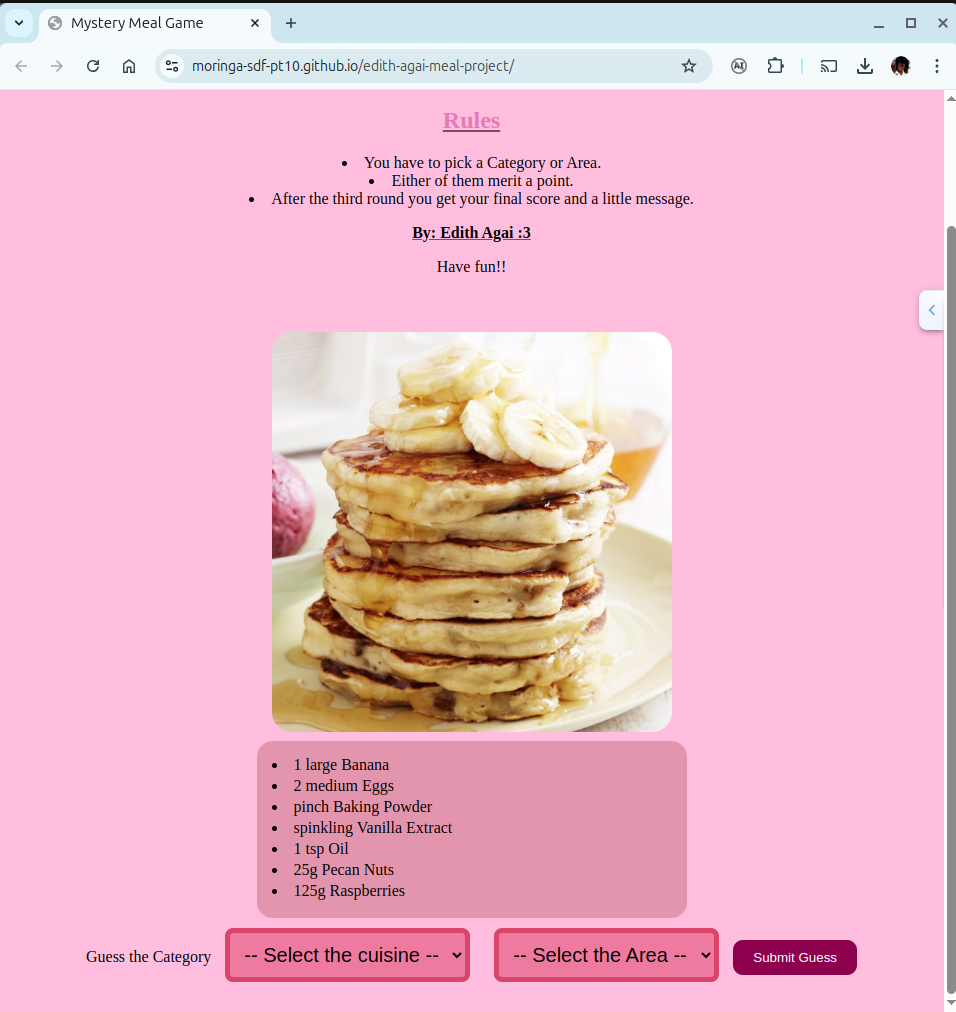 Mystery Meal Game
moringa-sdf-pt10.github.io/edith-agai-meal-project/
Rules
You have to pick a Category or Area.
Either of them merit a point.
After the third round you get your final score and a little message.
By: Edith Agai :3
Have fun!!
1 large Banana
2 medium Eggs
pinch Baking Powder
spinkling Vanilla Extract
1 tsp Oil
25g Pecan Nuts
125g Raspberries
Guess the Category -- Select the cuisine -- -- Select the Area -- Submit Guess